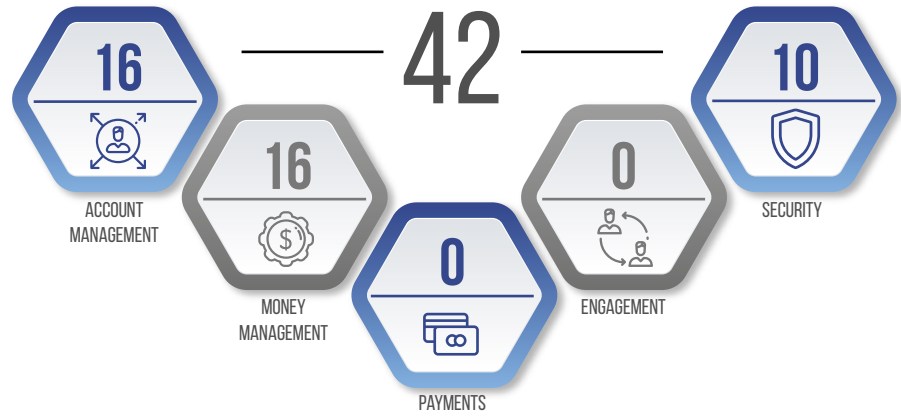 42
16
ACCOUNT
MANAGEMENT
16
$
MONEY
MANAGEMENT
0
PAYMENTS
0
ENGAGEMENT
10
SECURITY